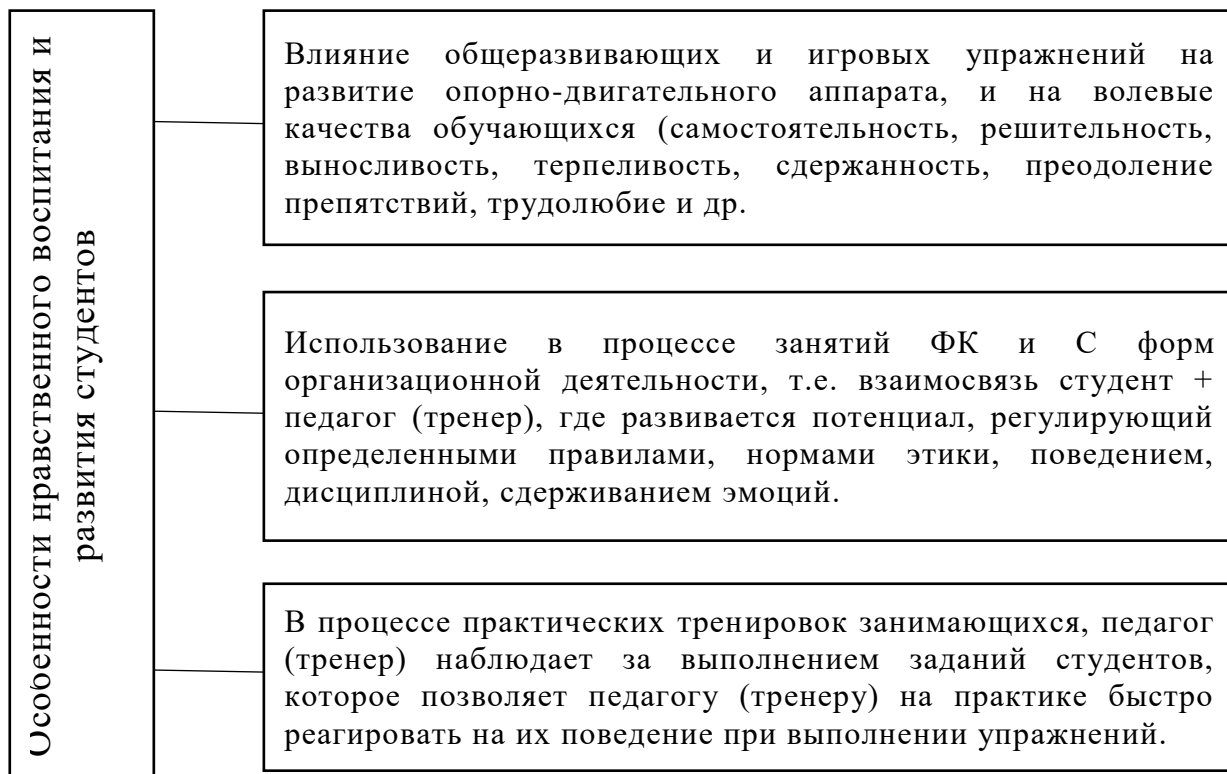 Особенности нравственного воспитания и
развития студентов
Влияние общеразвивающих и игровых упражнений на
развитие опорно-двигательного аппарата, и на волевые
качества обучающихся (самостоятельность, решительность,
выносливость, терпеливость, сдержанность, преодоление
препятствий, трудолюбие и др.
Использование в процессе занятий ФК и С форм
организационной деятельности, т.е. взаимосвязь студент +
педагог (тренер), где развивается потенциал, регулирующий
определенными правилами, нормами этики, поведением,
дисциплиной, сдерживанием эмоций.
В процессе практических тренировок занимающихся, педагог
(тренер) наблюдает за выполнением заданий студентов,
которое позволяет педагогу (тренеру) на практике быстро
реагировать на их поведение при выполнении упражнений.